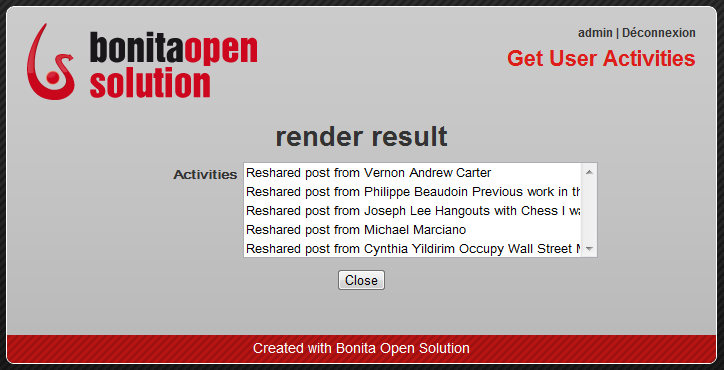 bonitaopen
solution
admin | Déconnexion
Get User Activities
render result
Activities
Reshared post from Vernon Andrew Carter
Reshared post from Philippe Beaudoin Previous work in th
Reshared post from Joseph Lee Hangouts with Chess I wa
Reshared post from Michael Marciano
Reshared post from Cynthia Yildirim Occupy Wall Street M
Close
Created with Bonita Open Solution